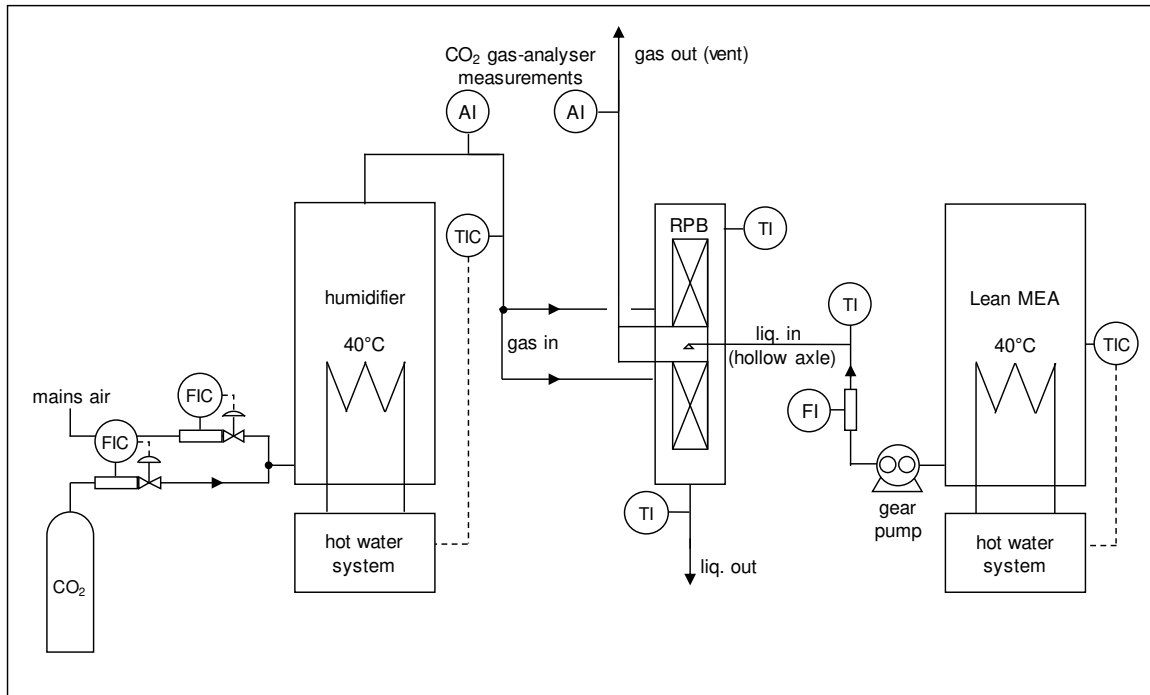 CO₂ gas-analyser
measurements
gas out (vent)
AI
AI
RPB
TIC
TI
humidifier
Lean MEA
TI
liq. in
(hollow axle)
gas in
40°C
40°C
TIC
mains air
FIC
FIC
FI
gear
pump
TI
hot water
system
hot water
system
liq. out
CO₂